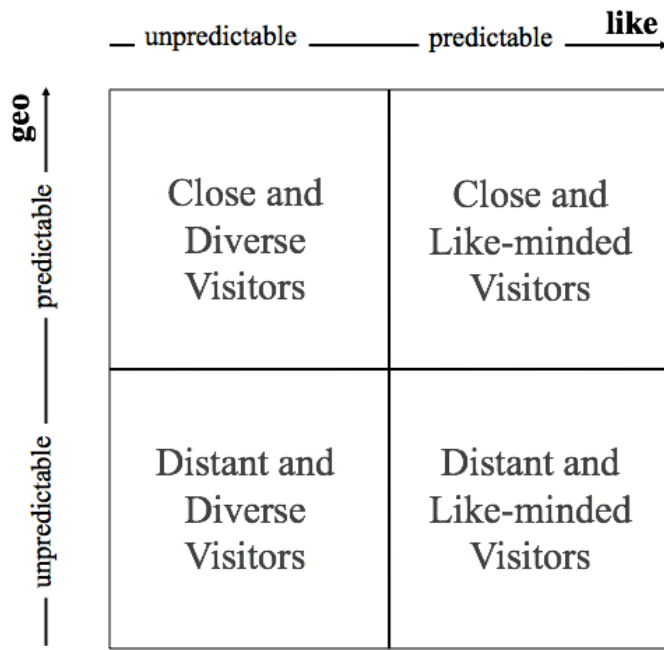 unpredictable predictable like
geo
predictable
unpredictable
Close and
Diverse
Visitors
Close and
Like-minded
Visitors
Distant and
Diverse
Visitors
Distant and
Like-minded
Visitors